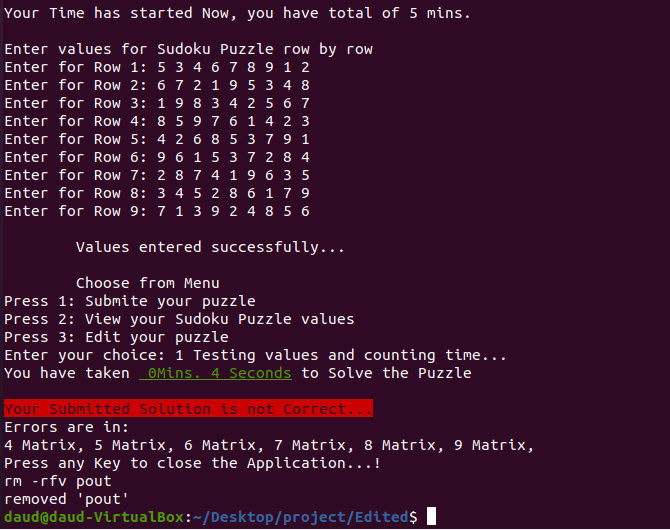 Your Time has started Now, you have total of 5 mins.
Enter values for Sudoku Puzzle row by row
Enter for Row 1: 5 3 4 6 7 8 9 1 2
Enter for Row 2: 6 7 2 1 9 5 3 4 8
Enter for Row 3: 1 9 8 3 4 2 5 6 7
Enter for Row 4: 8 5 9 7 6 1 4 2 3
Enter for Row 5: 4 2 6 8 5 3 7 9 1
Enter for Row 6: 9 6 1 5 3 7 2 8 4
Enter for Row 7: 2 8 7 4 1 9 6 3 5
Enter for Row 8: 3 4 5 2 8 6 1 7 9
Enter for Row 9: 7 1 3 9 2 4 8 5 6
Values entered successfully...
Choose from Menu
Press 1: Submite your puzzle
Press 2: View your Sudoku Puzzle values
Press 3: Edit your puzzle
Enter your choice: 1 Testing values and counting time...
You have taken  0Mins. 4 Seconds to Solve the Puzzle
Your Submitted Solution is not Correct...
Errors are in:
4 Matrix, 5 Matrix, 6 Matrix, 7 Matrix, 8 Matrix, 9 Matrix,
Press any Key to close the Application...!
rm -rfv pout
removed 'pout'
daud@daud-VirtualBox:~/Desktop/project/Edited$